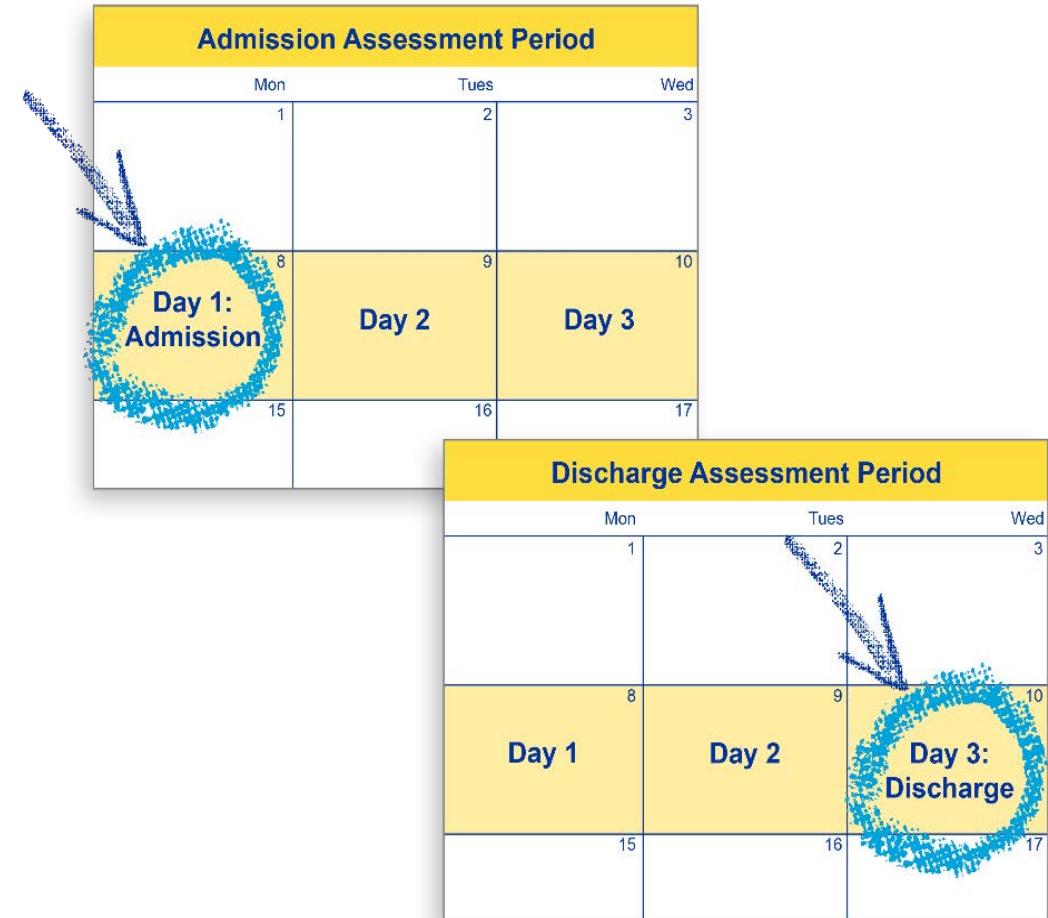 Admission Assessment Period
Mon Tues Wed
1 2 3
8 9 10
Day 1:
Admission
Day 2
Day 3
15 16 17
Discharge Assessment Period
Mon Tues Wed
1 2 3
8 9 10
Day 1
Day 2
Day 3:
Discharge
15 16 17